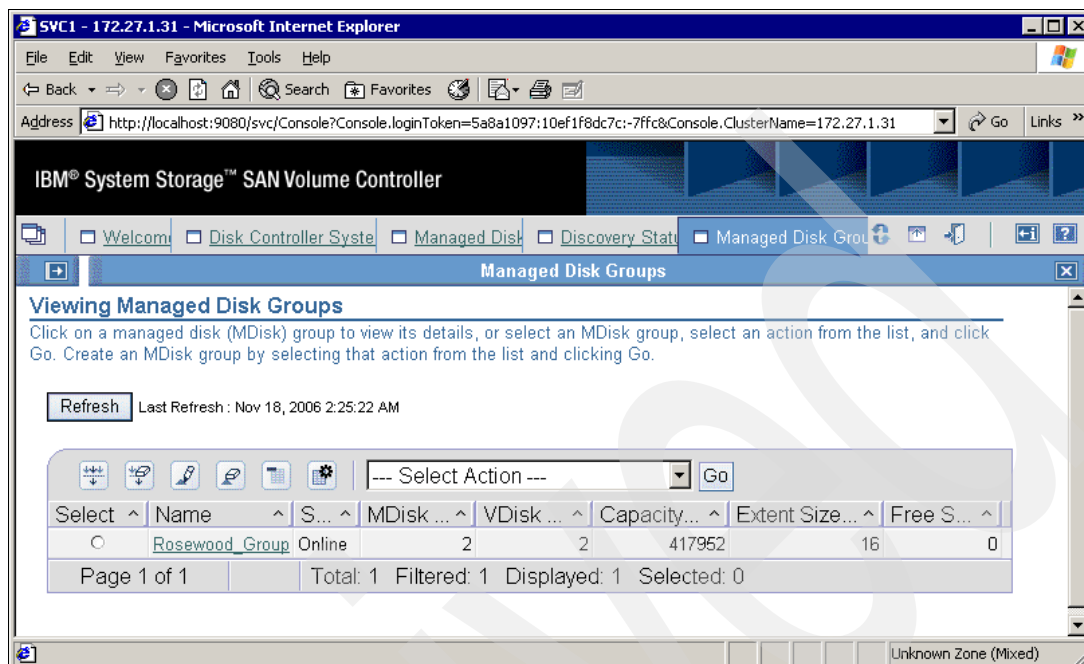 SVC1 - 172.27.1.31 - Microsoft Internet Explorer
File Edit View Favorites Tools Help
Back Search Favorites
Address http://localhost:9080/svc/Console?Console.loginToken=5a8a1097:10ef1f8dc7c:-7ffc&Console.ClusterName=172.27.1.31 Go Links »
IBM® System Storage™ SAN Volume Controller
Welcom Disk Controller Syste Managed Disk Discovery Statu Managed Disk Grou
Managed Disk Groups
Viewing Managed Disk Groups
Click on a managed disk (MDisk) group to view its details, or select an MDisk group, select an action from the list, and click
Go. Create an MDisk group by selecting that action from the list and clicking Go.
Refresh Last Refresh : Nov 18, 2006 2:25:22 AM
--- Select Action --- Go
Select ^ Name ^ S... ^ MDisk ... ^ VDisk ... ^ Capacity... ^ Extent Size... ^ Free S... ^
Rosewood_Group Online 2 2 417952 16 0
Page 1 of 1 Total: 1 Filtered: 1 Displayed: 1 Selected: 0
Unknown Zone (Mixed)